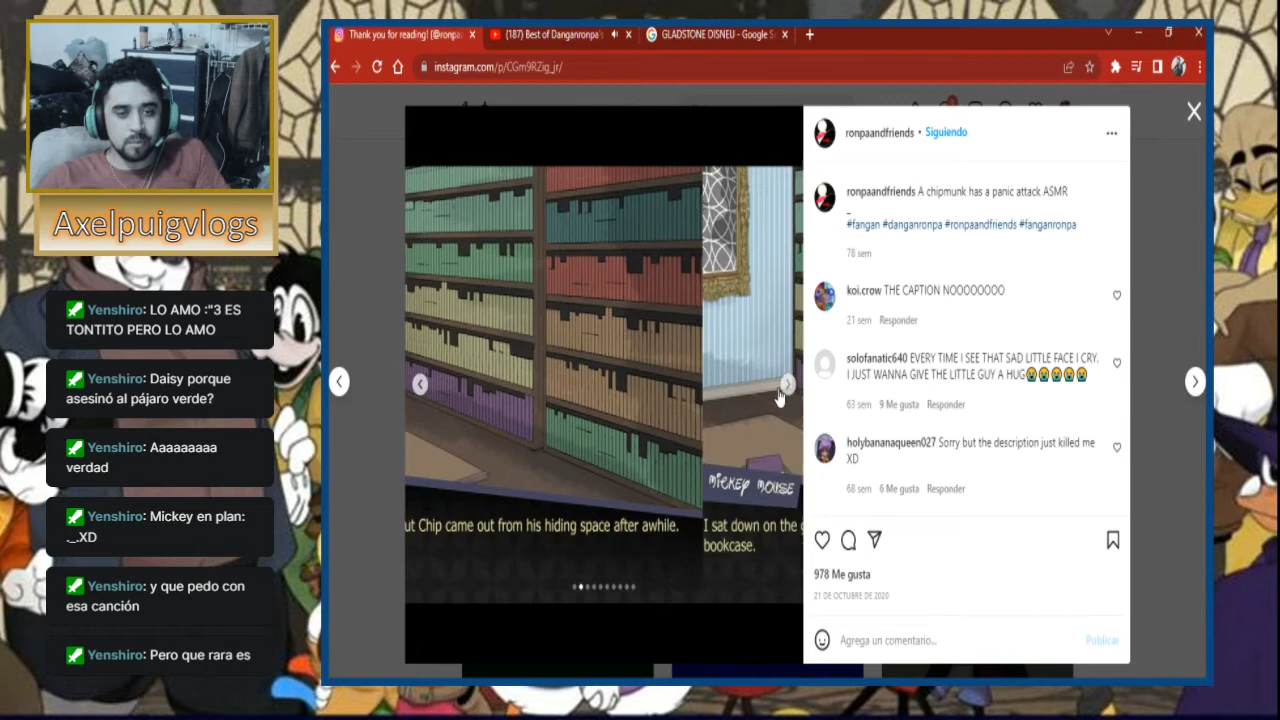 Axelpuigvlogs
Yenshiro: LO AMO :"3 ES
TONTITO PERO LO AMO
Yenshiro: Daisy porque
asesinó al pájaro verde?
Yenshiro: Aaaaaaaaa
verdad
Yenshiro: Mickey en plan:
._.XD
Yenshiro: y que pedo con
esa canción
Yenshiro: Pero que rara es
Thank you for reading! (@ronpa
(187) Best of Danganronpa's
GLADSTONE DISNEU - Google S
instagram.com/p/CGm9RZig_jr/
MICKEY MOUSE
ut Chip came out from his hiding space after awhile.
I sat down on the g
bookcase.
ronpaandfriends • Siguiendo
ronpaandfriends A chipmunk has a panic attack ASMR
_
#fangan #danganronpa #ronpaandfriends #fanganronpa
78 sem
koi.crow THE CAPTION NOOOOOOOO
21 sem Responder
solofanatic640 EVERY TIME I SEE THAT SAD LITTLE FACE I CRY.
I JUST WANNA GIVE THE LITTLE GUY A HUG😭😭😭😭😭
63 sem 9 Me gusta Responder
holybananaqueen027 Sorry but the description just killed me
XD
68 sem 6 Me gusta Responder
978 Me gusta
21 DE OCTUBRE DE 2020
Agrega un comentario...
Publicar